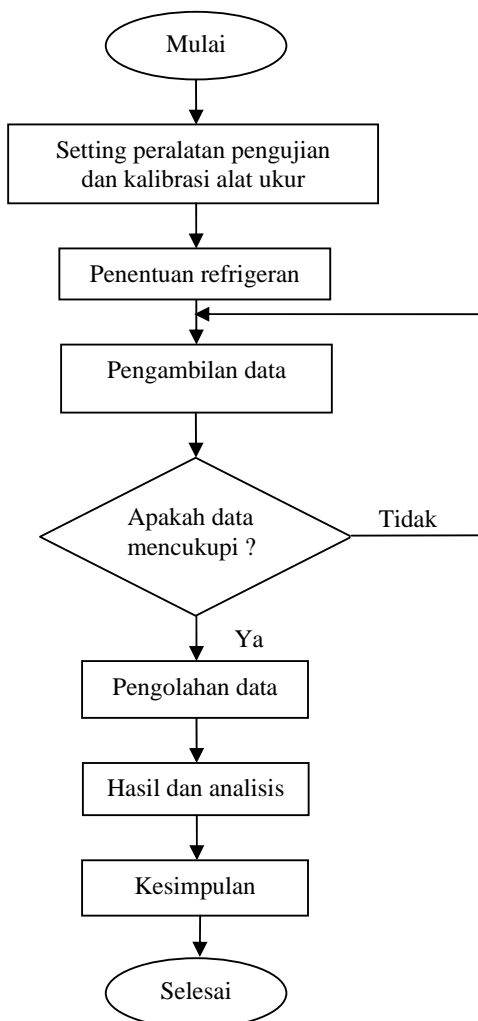 Mulai
Setting peralatan pengujian
dan kalibrasi alat ukur
Penentuan refrigeran
Pengambilan data
Apakah data
mencukupi ?
Tidak
Ya
Pengolahan data
Hasil dan analisis
Kesimpulan
Selesai